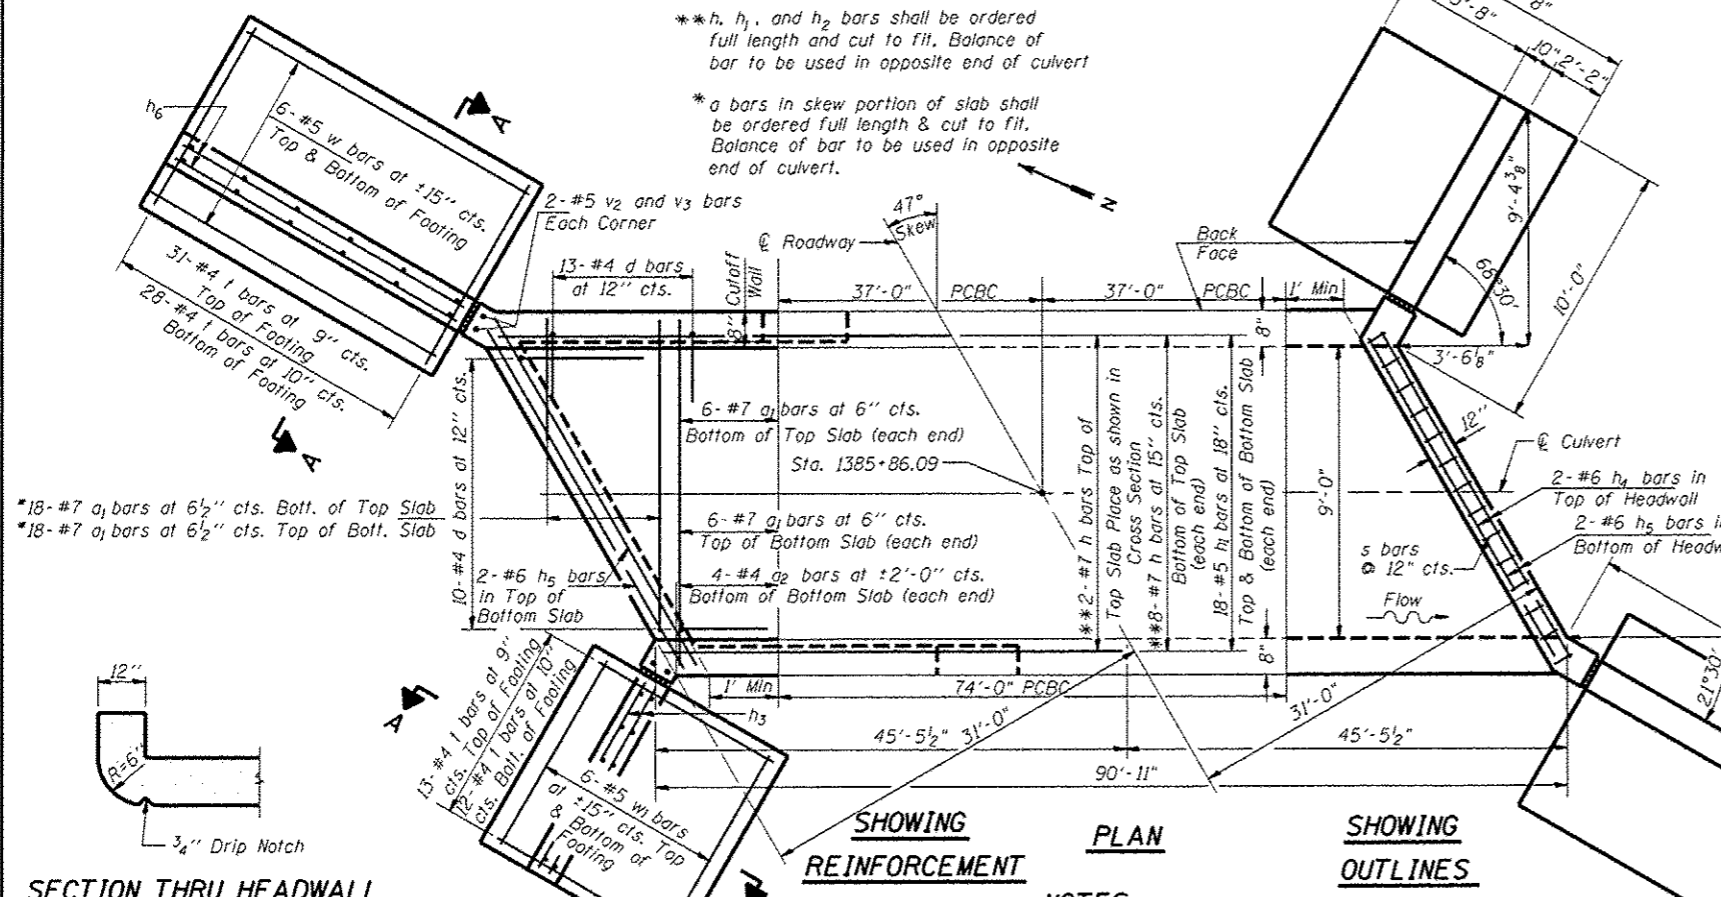 **h, h1, and h2 bars shall be ordered
full length and cut to fit. Balance of
bar to be used in opposite end of culvert
*a bars in skew portion of slab shall
be ordered full length & cut to fit.
Balance of bar to be used in opposite
end of culvert.
N
h6
6-#5 w bars at ±15" cts.
Top & Bottom of Footing
A
2-#5 v2 and v3 bars
Each Corner
31-#4 t bars at 9" cts.
Top of Footing
28-#4 t bars at 10" cts.
Bottom of Footing
A
13-#4 d bars
at 12" cts.
8" Cutoff
Wall
℄ Roadway
47°
Skew
37'-0" PCBC
37'-0" PCBC
Back
Face
1' Min
8"
10"
2'-2"
9'-4 3/8"
68°30'
10'-0"
3'-6 1/8"
12"
℄ Culvert
2-#6 h4 bars in
Top of Headwall
2-#6 h5 bars
Bottom of
s bars
@ 12" cts.
Flow
9'-0"
8"
10-#4 d bars at 12" cts.
6-#7 a1 bars at 6" cts.
Bottom of Top Slab (each end)
Sta. 1385+86.09
*18-#7 a1 bars at 6 1/2" cts. Bott. of Top Slab
*18-#7 a1 bars at 6 1/2" cts. Top of Bott. Slab
6-#7 a1 bars at 6" cts.
Top of Bottom Slab (each end)
4-#4 a2 bars at ±2'-0" cts.
Bottom of Bottom Slab (each end)
2-#6 h5 bars
in Top of
Bottom Slab
**2-#7 h bars Top of
Top Slab Place as shown in
Cross Section
**8-#7 h bars at 15" cts.
Bottom of Top Slab
(each end)
18-#5 h1 bars at 18" cts.
Top & Bottom of Bottom Slab
(each end)
A
13-#4 t bars at 9"
cts. Top of Footing
12-#4 t bars at 10"
cts. Bott. of Footing
1' Min
h3
74'-0" PCBC
31'-0"
31'-0"
45'-5 1/2"
45'-5 1/2"
90'-11"
21°30'
6-#5 w1 bars
at ±15" cts. Top
& Bottom of
Footing
12"
R=6"
3/4" Drip Notch
SECTION THRU HEADWALL
SHOWING
REINFORCEMENT
PLAN
SHOWING
OUTLINES
NOTES